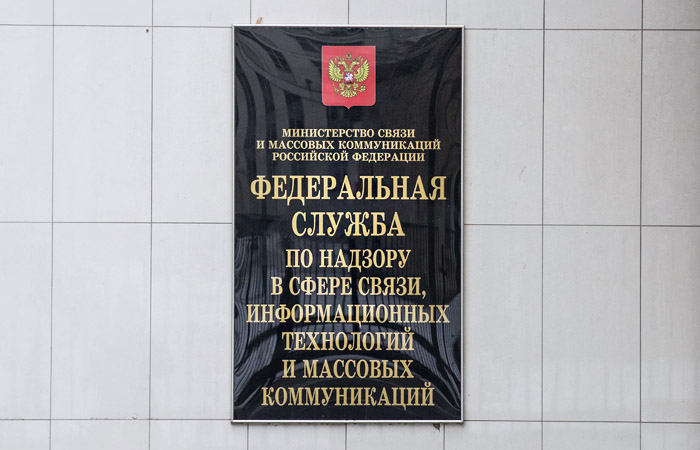 МИНИСТЕРСТВО СВЯЗИ
И МАССОВЫХ КОММУНИКАЦИЙ
РОССИЙСКОЙ ФЕДЕРАЦИИ
ФЕДЕРАЛЬНАЯ
СЛУЖБА
ПО НАДЗОРУ
В СФЕРЕ СВЯЗИ,
ИНФОРМАЦИОННЫХ
ТЕХНОЛОГИЙ
И МАССОВЫХ
КОММУНИКАЦИЙ